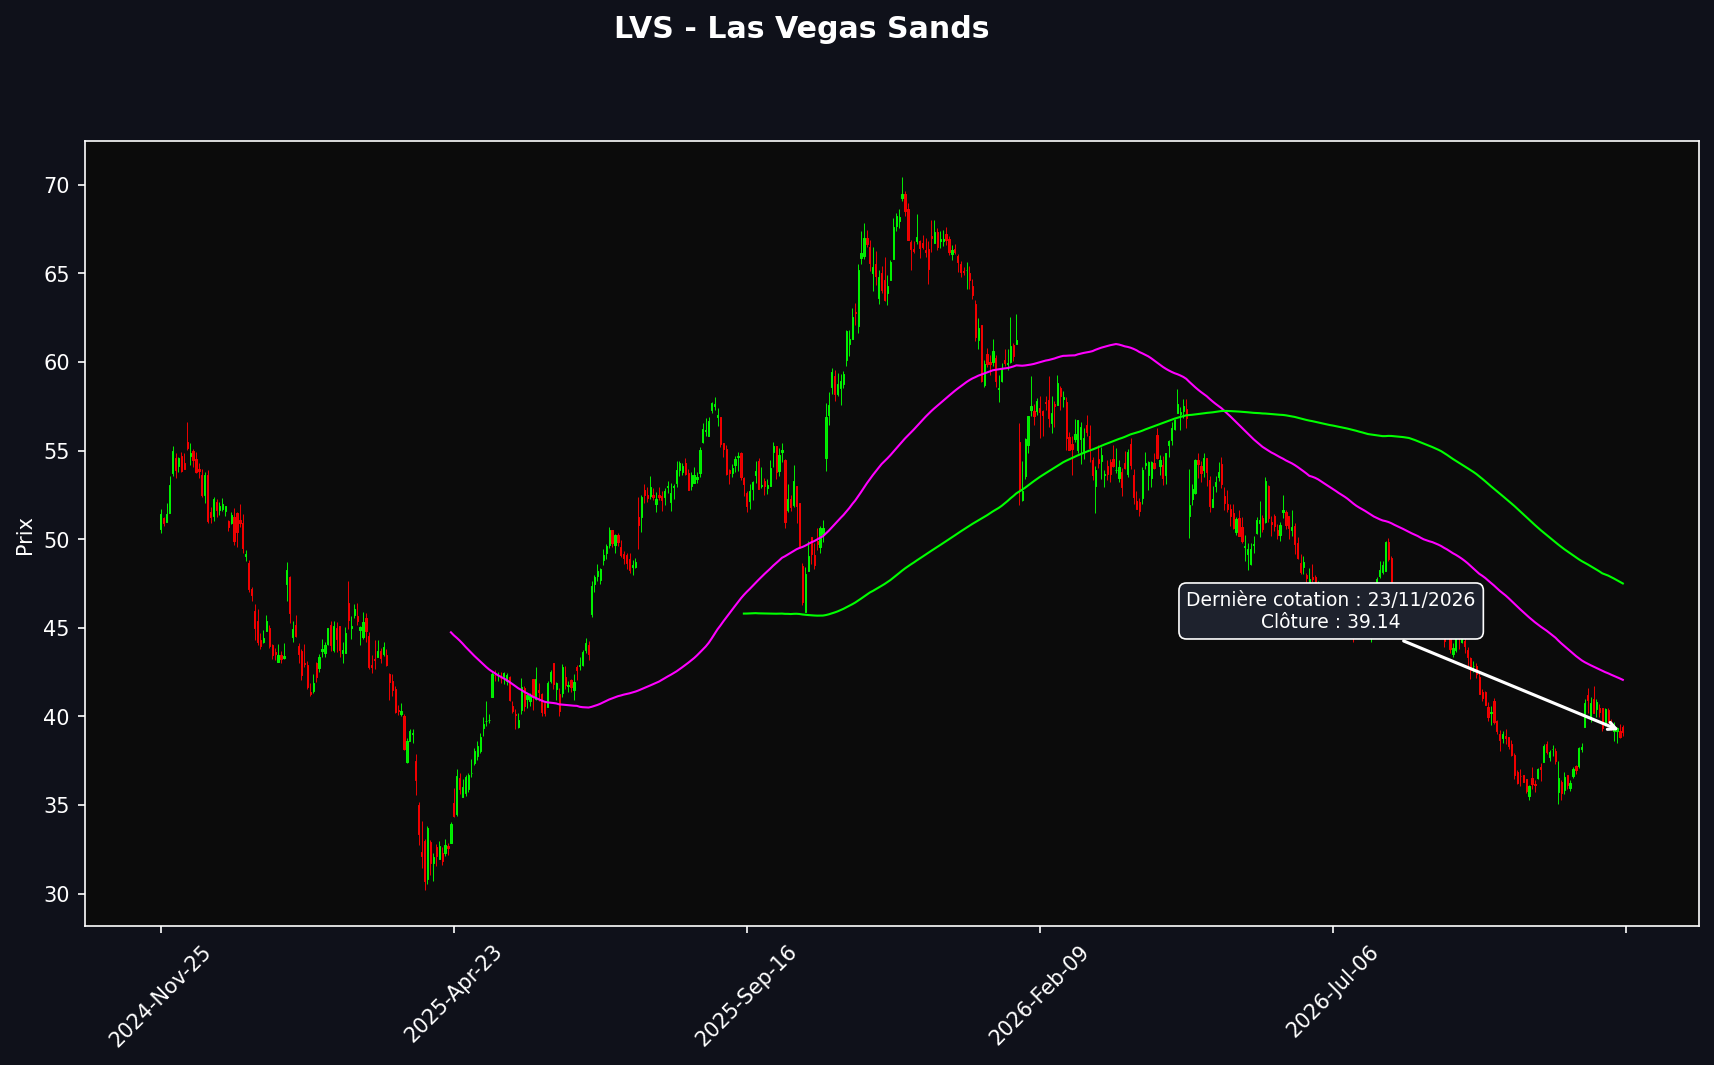 LVS - Las Vegas Sands
Prix
70
65
60
55
50
45
40
35
30
Dernière cotation : 23/11/2026
Clôture : 39.14
2024-Nov-25
2025-Apr-23
2025-Sep-16
2026-Feb-09
2026-Jul-06